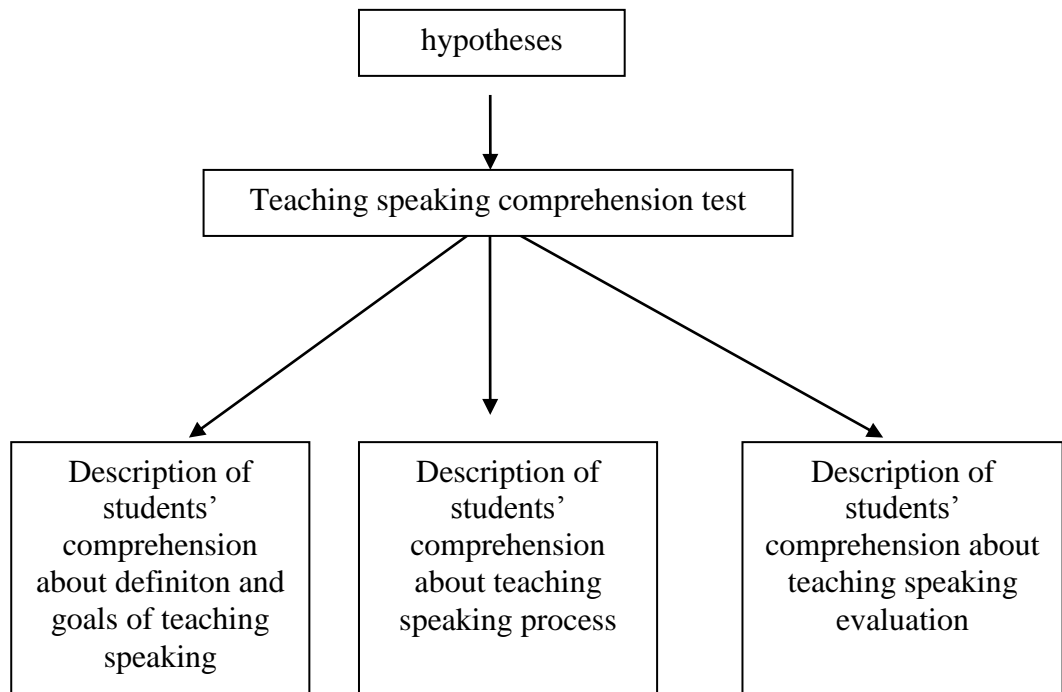 hypotheses
Teaching speaking comprehension test
Description of
students’
comprehension
about definiton and
goals of teaching
speaking
Description of
students’
comprehension
about teaching
speaking process
Description of
students’
comprehension about
teaching speaking
evaluation